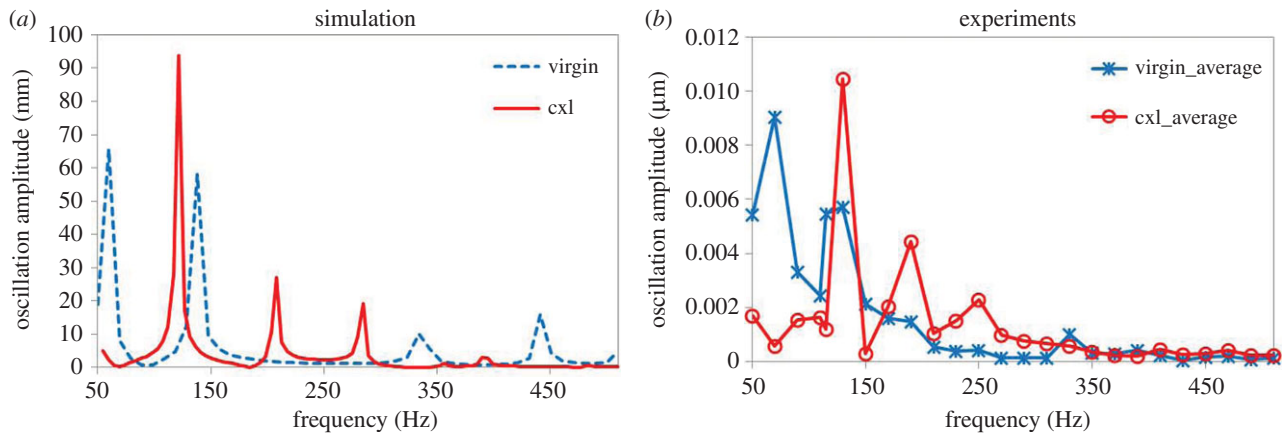 (a) simulation
100
90
80
70
60
50
40
30
20
10
0
oscillation amplitude (mm)
virgin
cxl
50 150 250 350 450
frequency (Hz)
(b) experiments
0.012
0.010
0.008
0.006
0.004
0.002
0
oscillation amplitude (µm)
virgin_average
cxl_average
50 150 250 350 450
frequency (Hz)